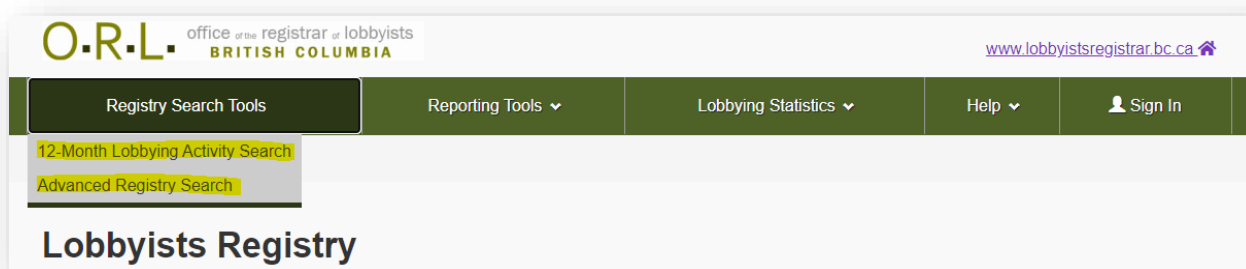 O.R.L. office of the registrar of lobbyists
BRITISH COLUMBIA
www.lobbyistsregistrar.bc.ca
Registry Search Tools Reporting Tools Lobbying Statistics Help Sign In
12-Month Lobbying Activity Search
Advanced Registry Search
Lobbyists Registry